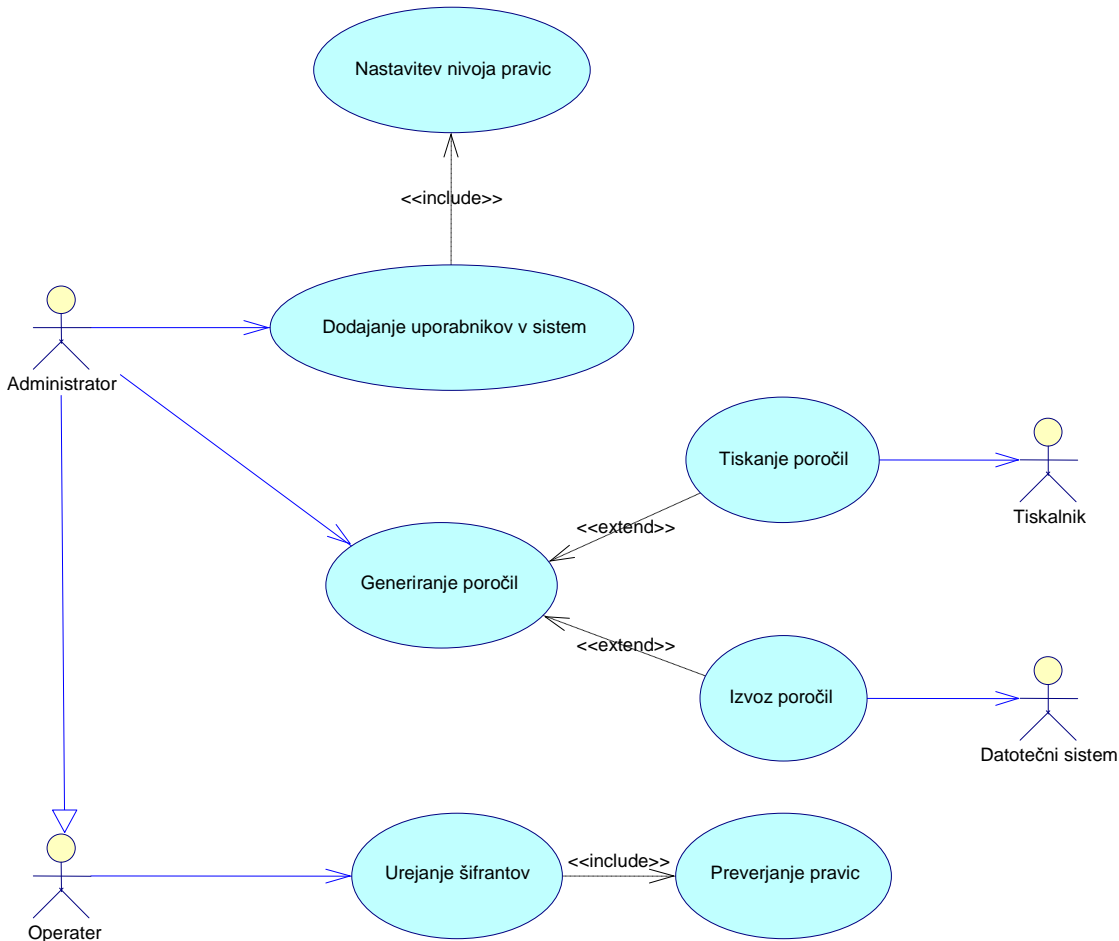 Nastavitev nivoja pravic
<<include>>
Dodajanje uporabnikov v sistem
Administrator
Tiskanje poročil
Tiskalnik
<<extend>>
Generiranje poročil
<<extend>>
Izvoz poročil
Datotečni sistem
Urejanje šifrantov
<<include>>
Preverjanje pravic
Operater